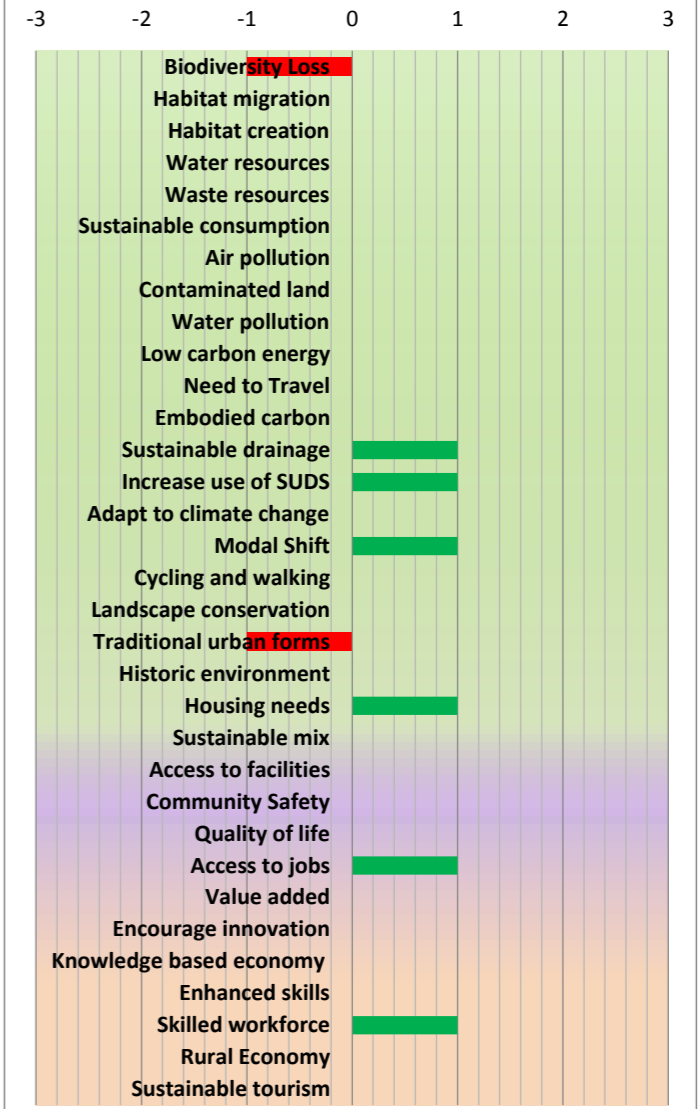 -3 -2 -1 0 1 2 3
Biodiversity Loss
Habitat migration
Habitat creation
Water resources
Waste resources
Sustainable consumption
Air pollution
Contaminated land
Water pollution
Low carbon energy
Need to Travel
Embodied carbon
Sustainable drainage
Increase use of SUDS
Adapt to climate change
Modal Shift
Cycling and walking
Landscape conservation
Traditional urban forms
Historic environment
Housing needs
Sustainable mix
Access to facilities
Community Safety
Quality of life
Access to jobs
Value added
Encourage innovation
Knowledge based economy
Enhanced skills
Skilled workforce
Rural Economy
Sustainable tourism